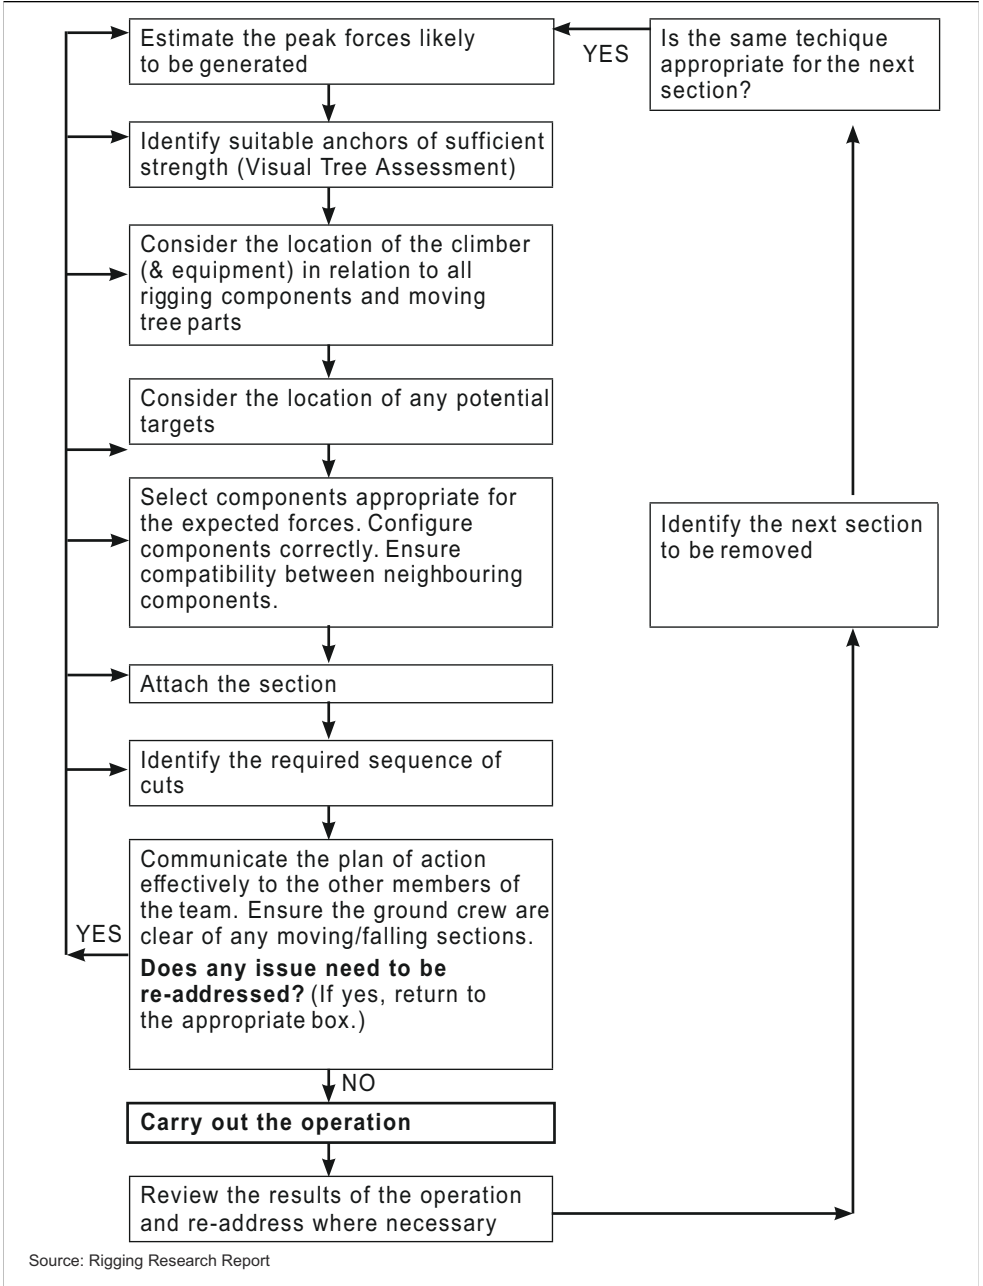 Estimate the peak forces likely
to be generated
YES
Is the same techique
appropriate for the next
section?
Identify suitable anchors of sufficient
strength (Visual Tree Assessment)
Consider the location of the climber
(& equipment) in relation to all
rigging components and moving
tree parts
Consider the location of any potential
targets
Select components appropriate for
the expected forces. Configure
components correctly. Ensure
compatibility between neighbouring
components.
Identify the next section
to be removed
Attach the section
Identify the required sequence of
cuts
Communicate the plan of action
effectively to the other members of
the team. Ensure the ground crew are
clear of any moving/falling sections.
YES
Does any issue need to be
re-addressed? (If yes, return to
the appropriate box.)
NO
Carry out the operation
Review the results of the operation
and re-address where necessary
Source: Rigging Research Report